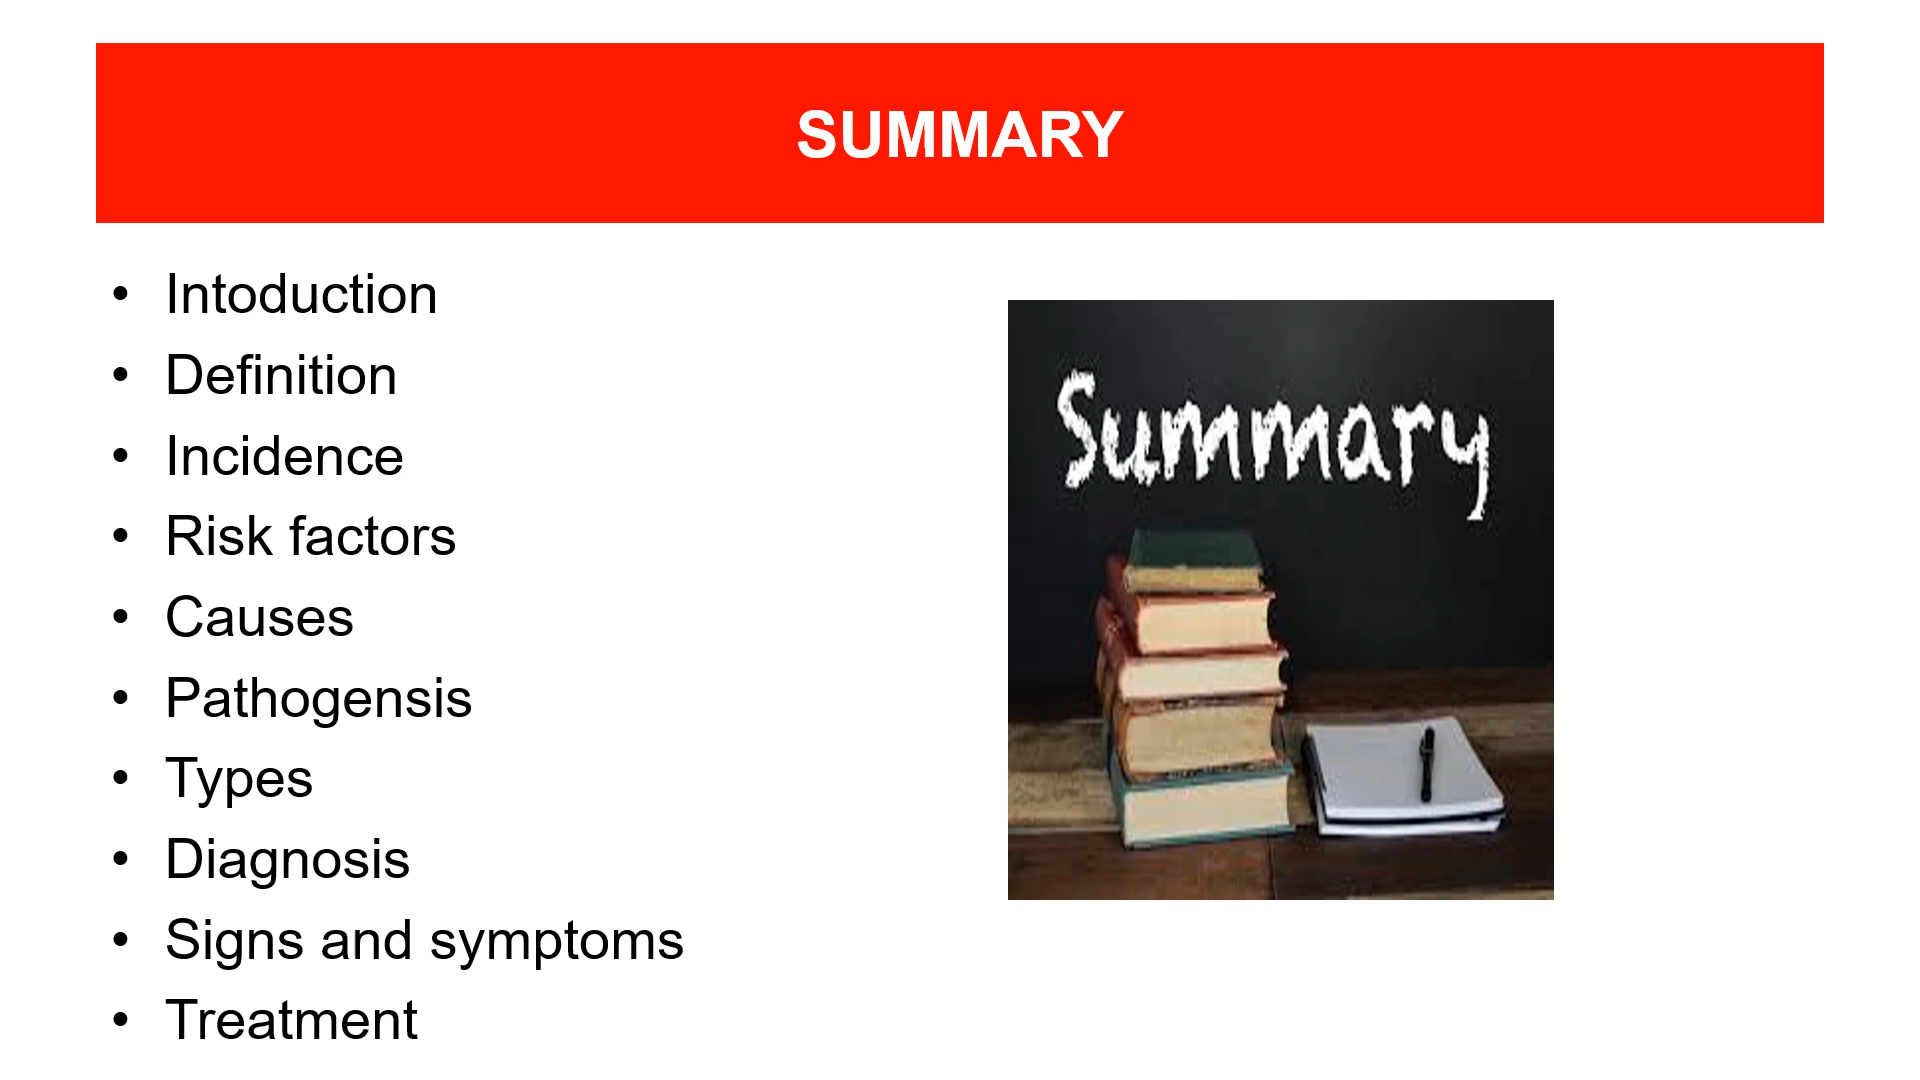 SUMMARY
• Intoduction
• Definition
• Incidence
• Risk factors
• Causes
• Pathogensis
• Types
• Diagnosis
• Signs and symptoms
• Treatment
Summary